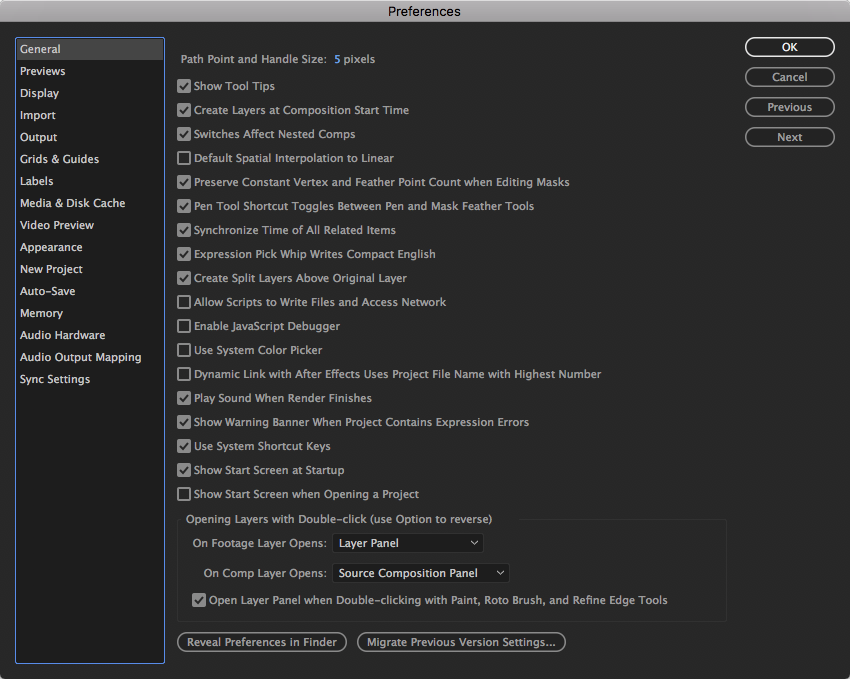 Preferences
General
Previews
Display
Import
Output
Grids & Guides
Labels
Media & Disk Cache
Video Preview
Appearance
New Project
Auto-Save
Memory
Audio Hardware
Audio Output Mapping
Sync Settings
Path Point and Handle Size: 5 pixels
Show Tool Tips
Create Layers at Composition Start Time
Switches Affect Nested Comps
Default Spatial Interpolation to Linear
Preserve Constant Vertex and Feather Point Count when Editing Masks
Pen Tool Shortcut Toggles Between Pen and Mask Feather Tools
Synchronize Time of All Related Items
Expression Pick Whip Writes Compact English
Create Split Layers Above Original Layer
Allow Scripts to Write Files and Access Network
Enable JavaScript Debugger
Use System Color Picker
Dynamic Link with After Effects Uses Project File Name with Highest Number
Play Sound When Render Finishes
Show Warning Banner When Project Contains Expression Errors
Use System Shortcut Keys
Show Start Screen at Startup
Show Start Screen when Opening a Project
Opening Layers with Double-click (use Option to reverse)
On Footage Layer Opens: Layer Panel
On Comp Layer Opens: Source Composition Panel
Open Layer Panel when Double-clicking with Paint, Roto Brush, and Refine Edge Tools
Reveal Preferences in Finder
Migrate Previous Version Settings...
OK
Cancel
Previous
Next